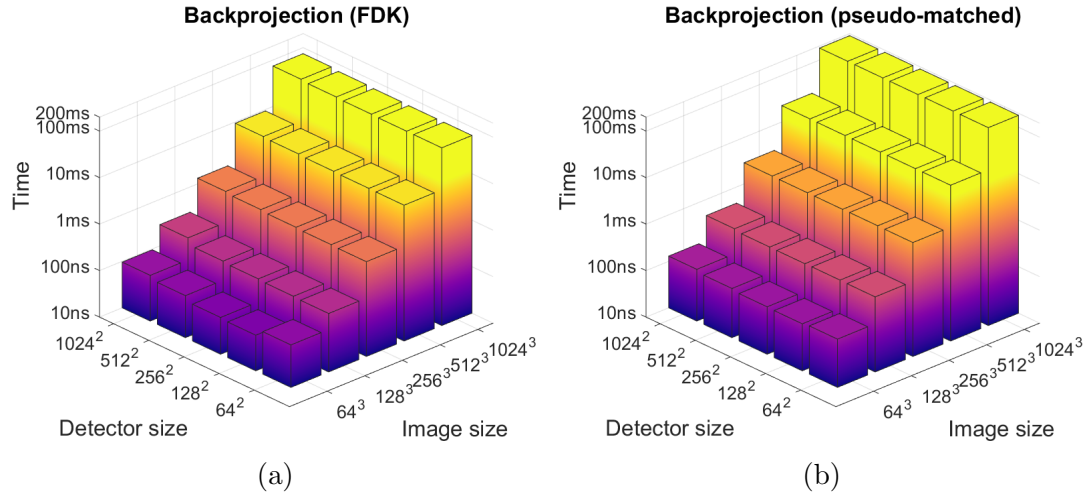 Backprojection (FDK)
200ms
100ms
10ms
1ms
100ns
10ns
Time
1024²
512²
256²
128²
64²
Detector size
64³
128³
256³
512³
1024³
Image size
(a)
Backprojection (pseudo-matched)
200ms
100ms
10ms
1ms
100ns
10ns
Time
1024²
512²
256²
128²
64²
Detector size
64³
128³
256³
512³
1024³
Image size
(b)